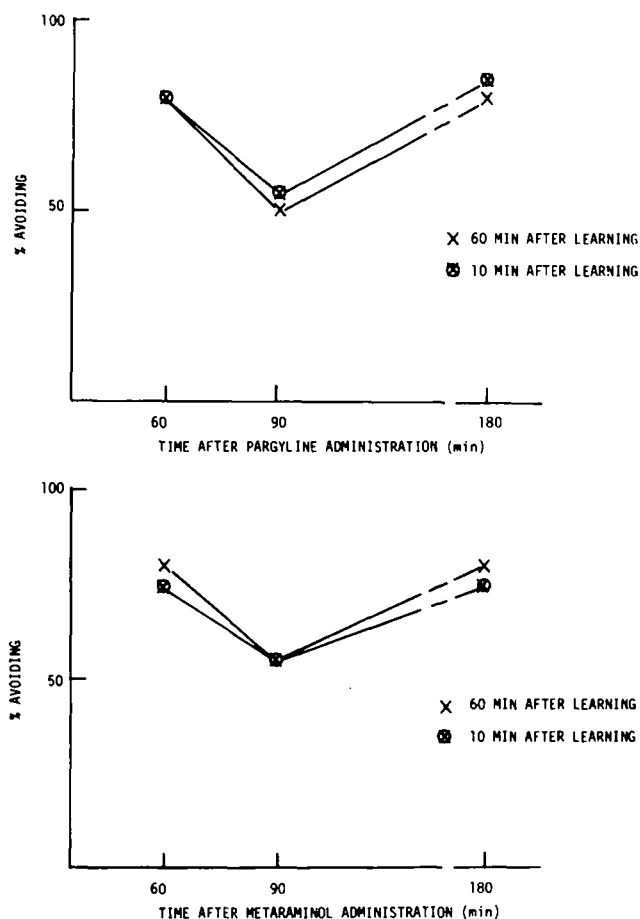 100
% AVOIDING
50
X 60 MIN AFTER LEARNING
⊗ 10 MIN AFTER LEARNING
60 90 180
TIME AFTER PARGYLINE ADMINISTRATION (min)
100
% AVOIDING
50
X 60 MIN AFTER LEARNING
⊗ 10 MIN AFTER LEARNING
60 90 180
TIME AFTER METARAMINOL ADMINISTRATION (min)